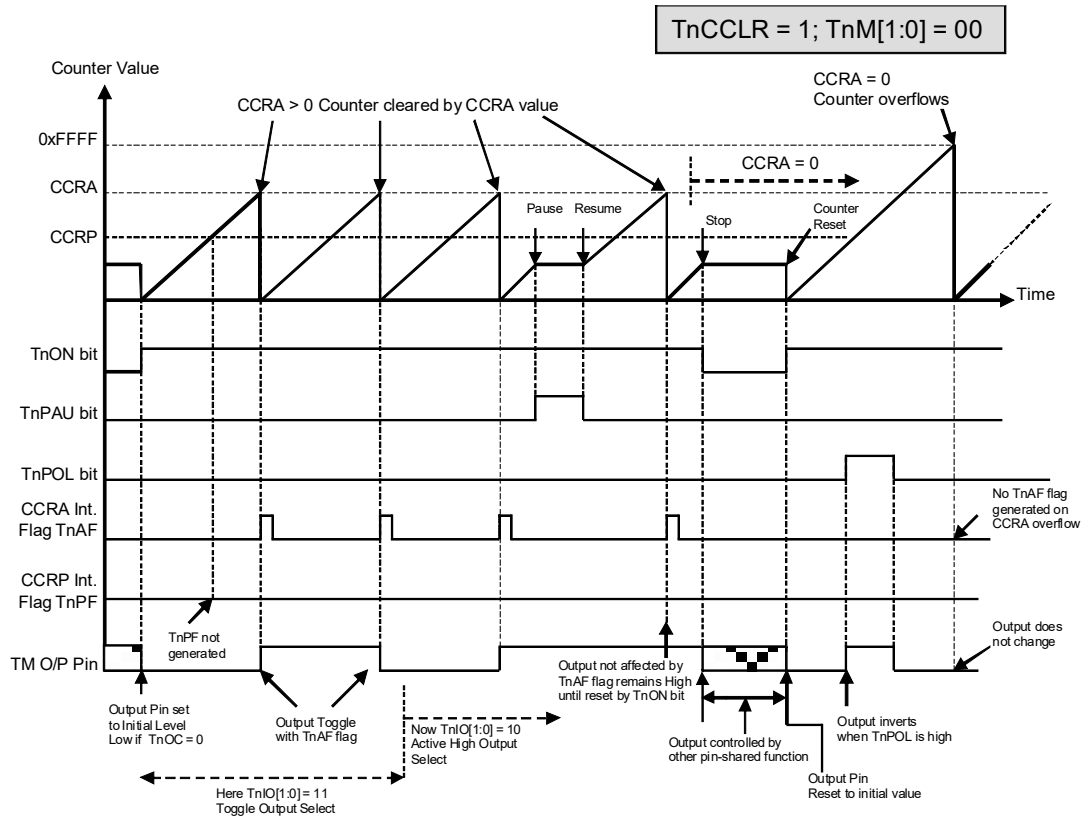 TnCCLR = 1; TnM[1:0] = 00
Counter Value
CCRA = 0
Counter overflows
CCRA > 0 Counter cleared by CCRA value
0xFFFF
CCRA = 0
CCRA
Pause
Resume
Stop
Counter
Reset
CCRP
Time
TnON bit
TnPAU bit
TnPOL bit
CCRA Int.
Flag TnAF
No TnAF flag
generated on
CCRA overflow
CCRP Int.
Flag TnPF
TnPF not
generated
Output does
not change
TM O/P Pin
Output not affected by
TnAF flag remains High
until reset by TnON bit
Output Pin set
to Initial Level
Low if TnOC = 0
Output Toggle
with TnAF flag
Now TnIO[1:0] = 10
Active High Output
Select
Output controlled by
other pin-shared function
Output inverts
when TnPOL is high
Output Pin
Reset to initial value
Here TnIO[1:0] = 11
Toggle Output Select